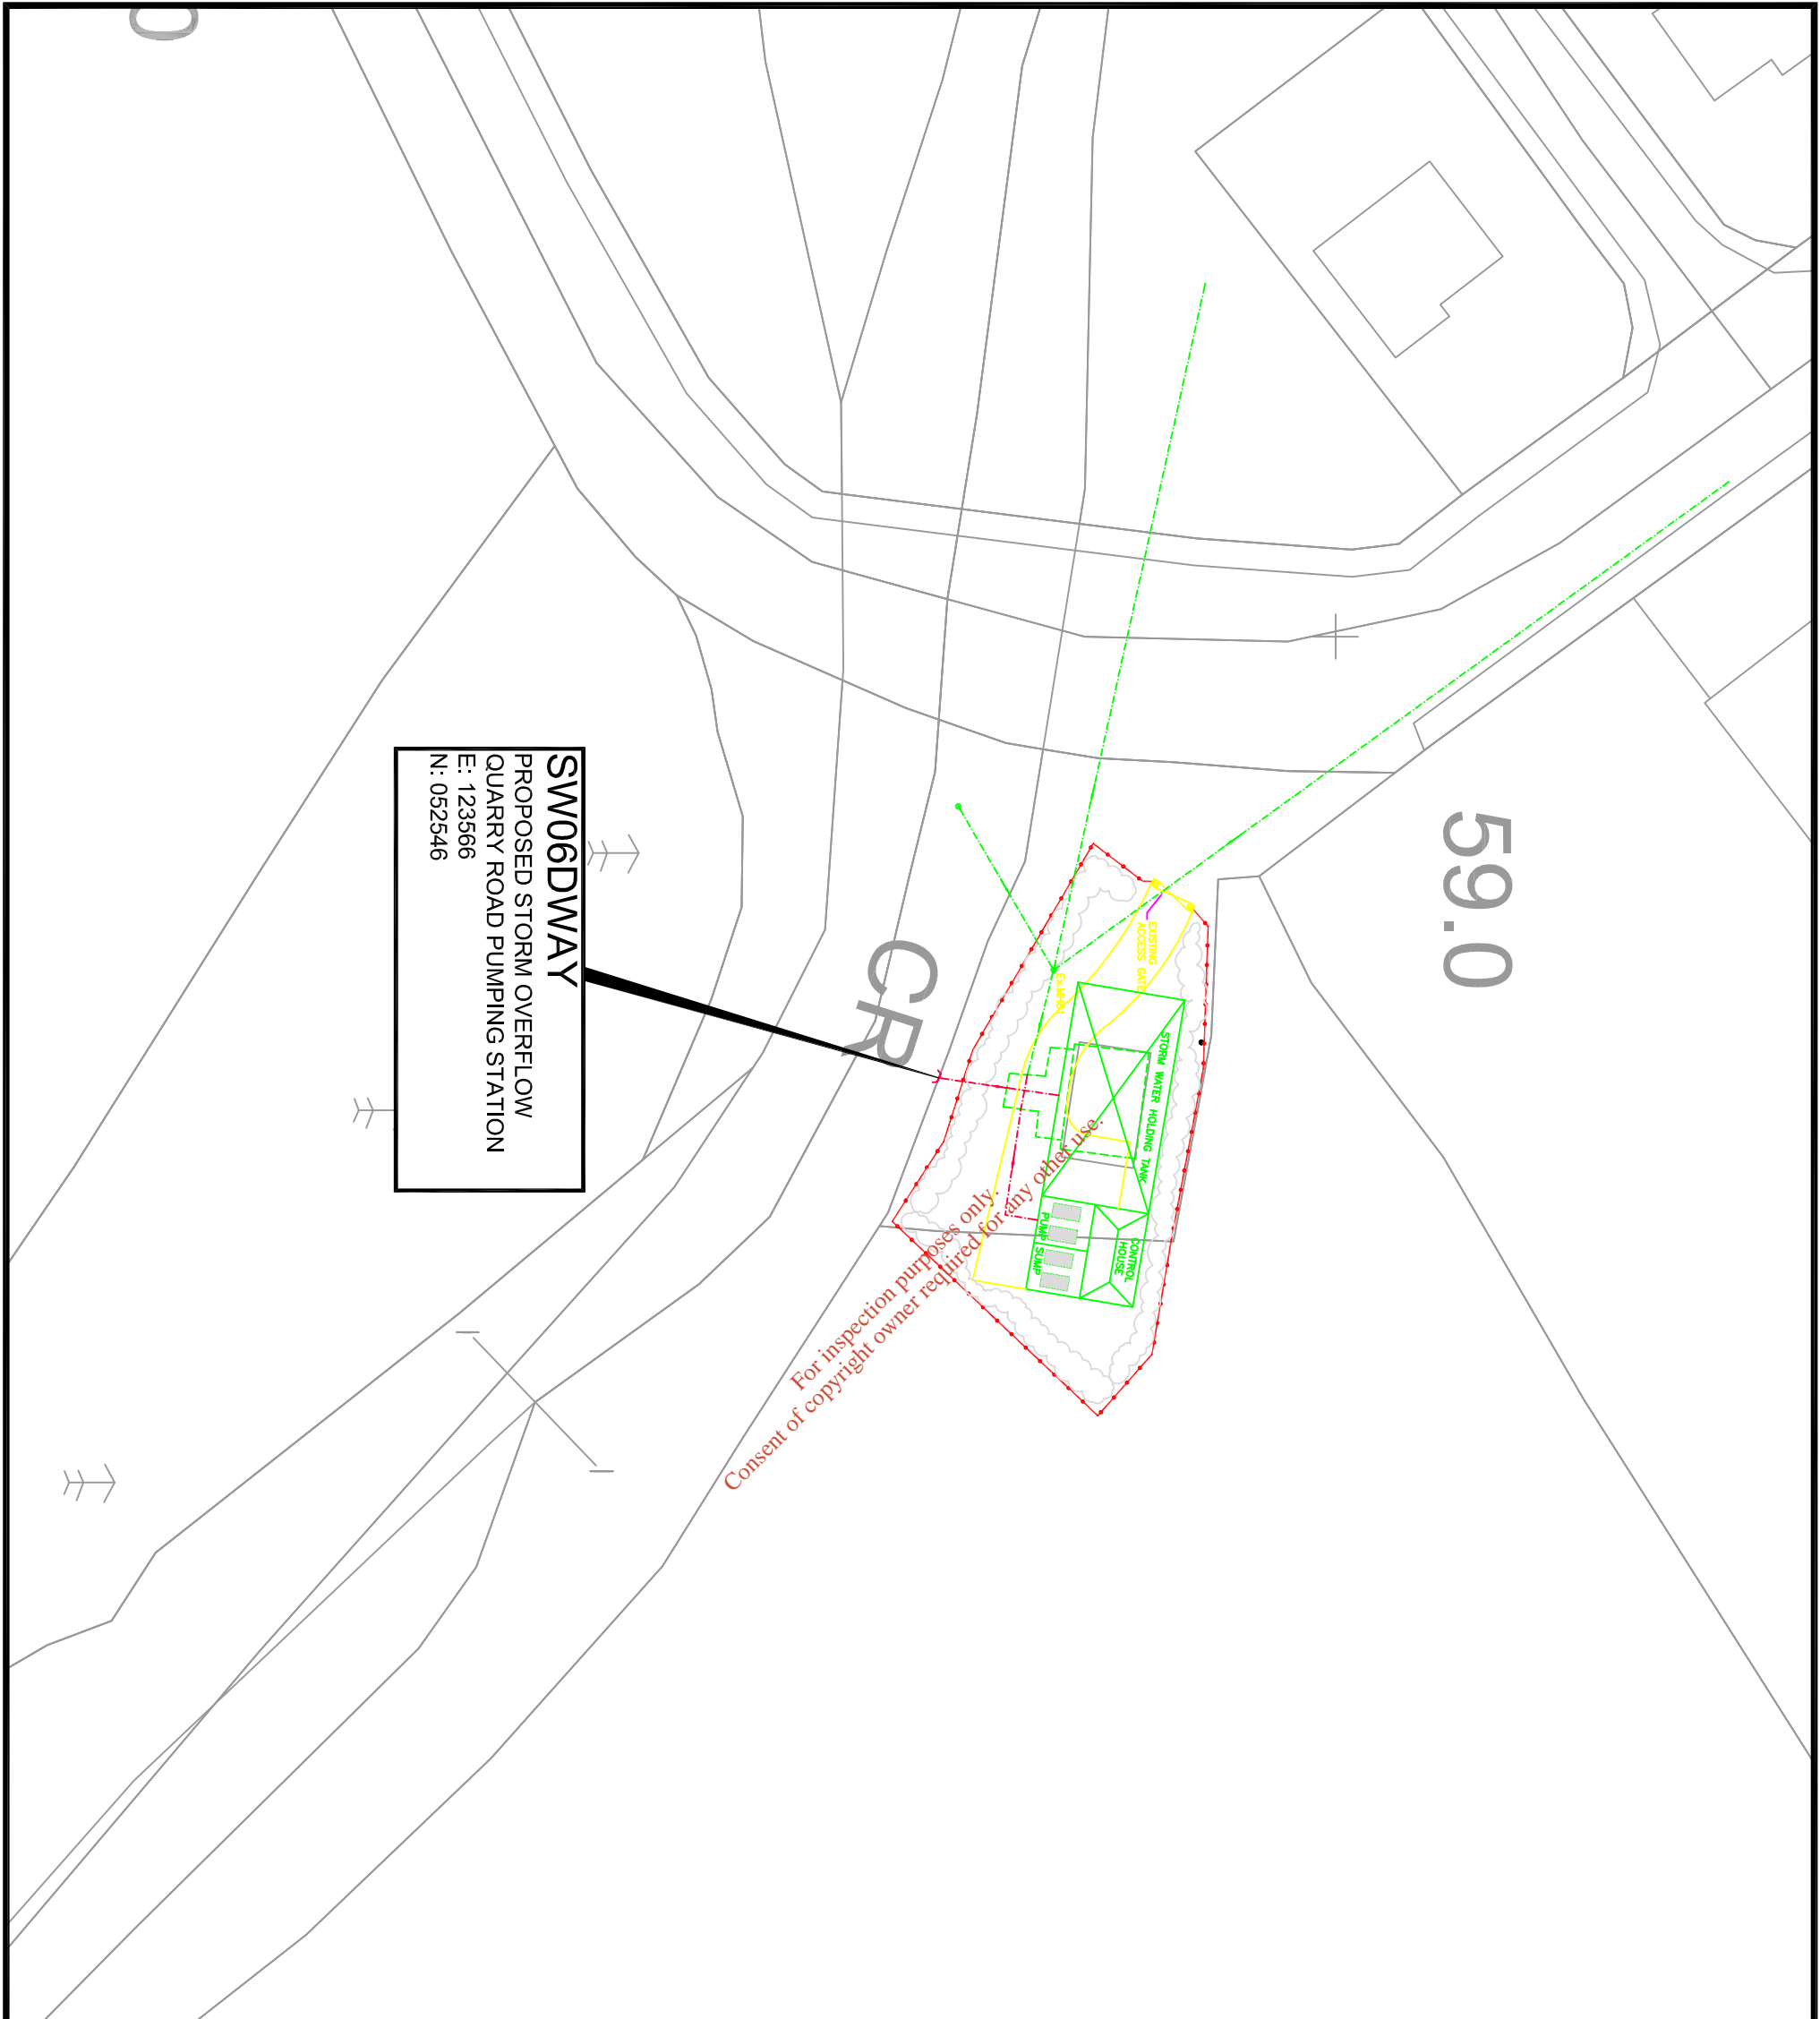 SW06DWAY
PROPOSED STORM OVERFLOW
QUARRY ROAD PUMPING STATION
E: 123566
N: 052546
59.0
CR
0
EXISTING
ACCESS GATE
STORM WATER HOLDING TANK
CONTROL
HOUSE
PUMP SUMP
For inspection purposes only.
Consent of copyright owner required for any other use.